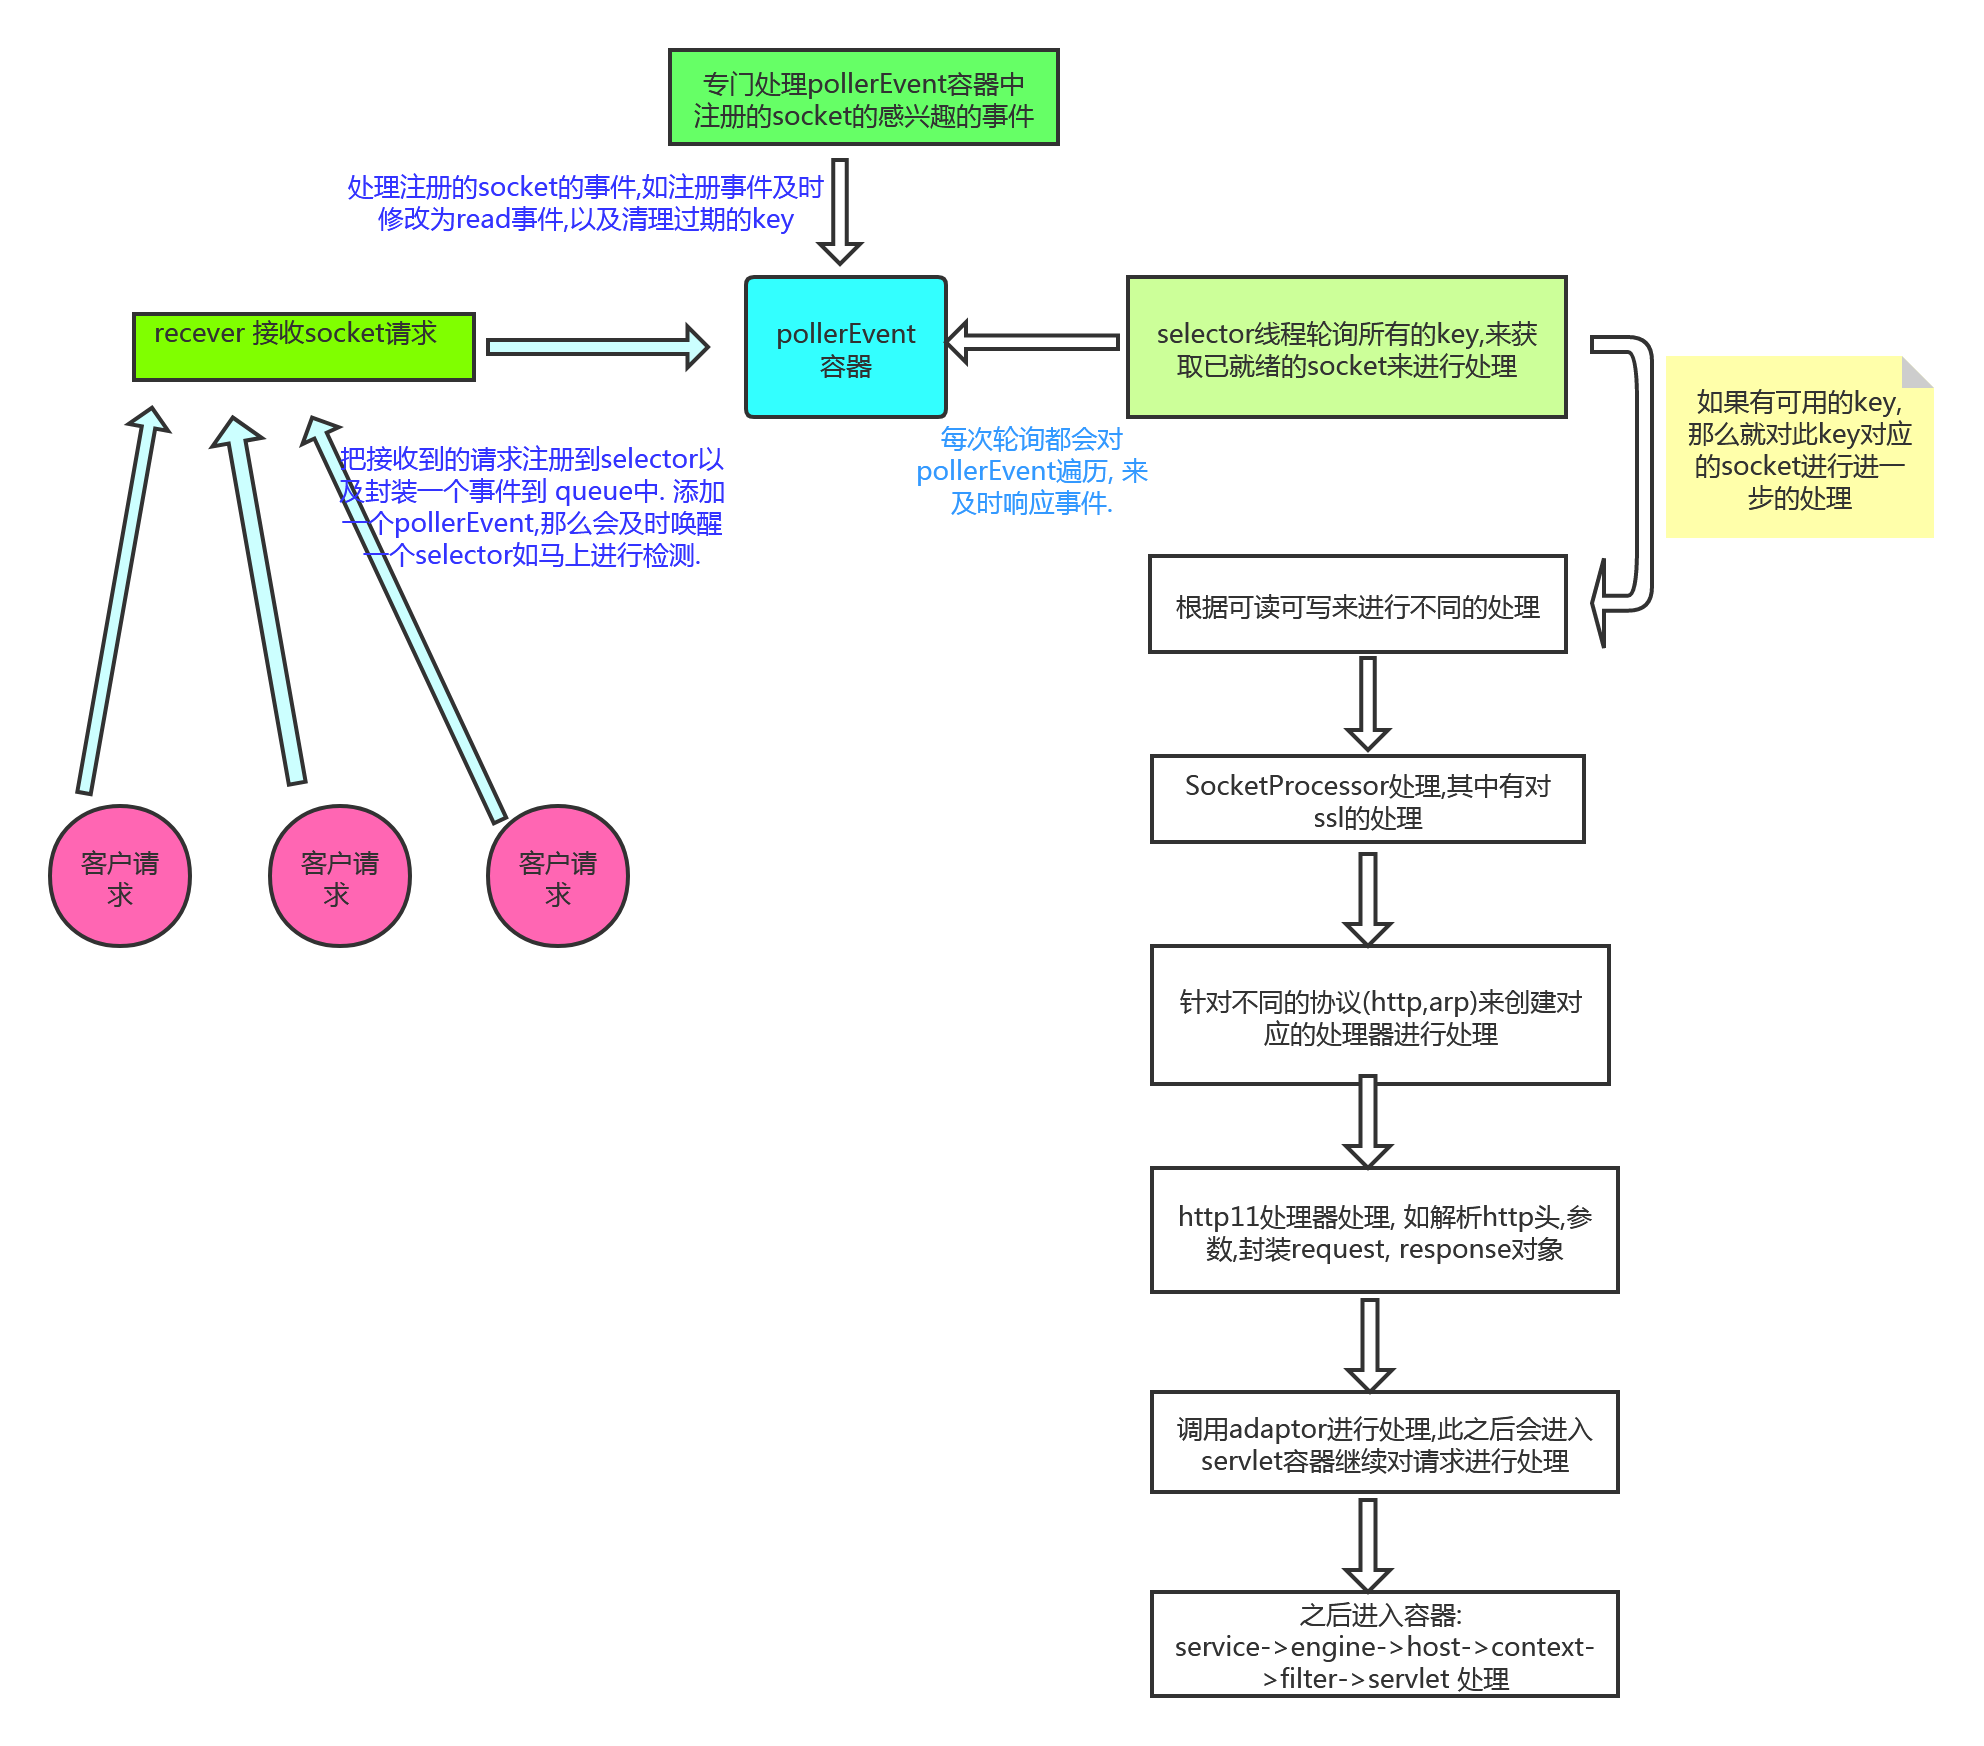 专门处理pollerEvent容器中
注册的socket的感兴趣的事件
处理注册的socket的事件,如注册事件及时
修改为read事件,以及清理过期的key
recever 接收socket请求
pollerEvent
容器
selector线程轮询所有的key,来获
取已就绪的socket来进行处理
如果有可用的key,
那么就对此key对应
的socket进行进一
步的处理
把接收到的请求注册到selector以
及封装一个事件到 queue中. 添加
一个pollerEvent,那么会及时唤醒
一个selector如马上进行检测.
每次轮询都会对
pollerEvent遍历, 来
及时响应事件.
根据可读可写来进行不同的处理
SocketProcessor处理,其中有对
ssl的处理
客户请
求
客户请
求
客户请
求
针对不同的协议(http,arp)来创建对
应的处理器进行处理
http11处理器处理, 如解析http头,参
数,封装request, response对象
调用adaptor进行处理,此之后会进入
servlet容器继续对请求进行处理
之后进入容器:
service->engine->host->context-
>filter->servlet 处理